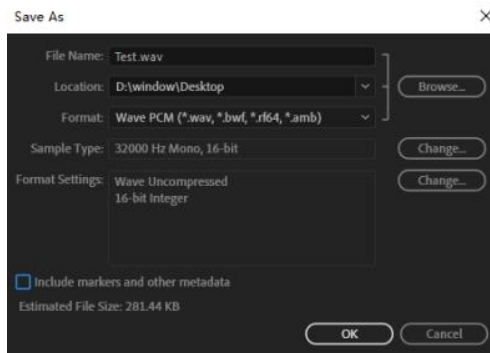 Save As
File Name: Test.wav
Location: D:\window\Desktop
Browse...
Format: Wave PCM (*.wav, *.bwf, *.rf64, *.amb)
Sample Type: 32000 Hz Mono, 16-bit
Change...
Format Settings: Wave Uncompressed
Change...
16-bit Integer
Include markers and other metadata
Estimated File Size: 281.44 KB
OK
Cancel